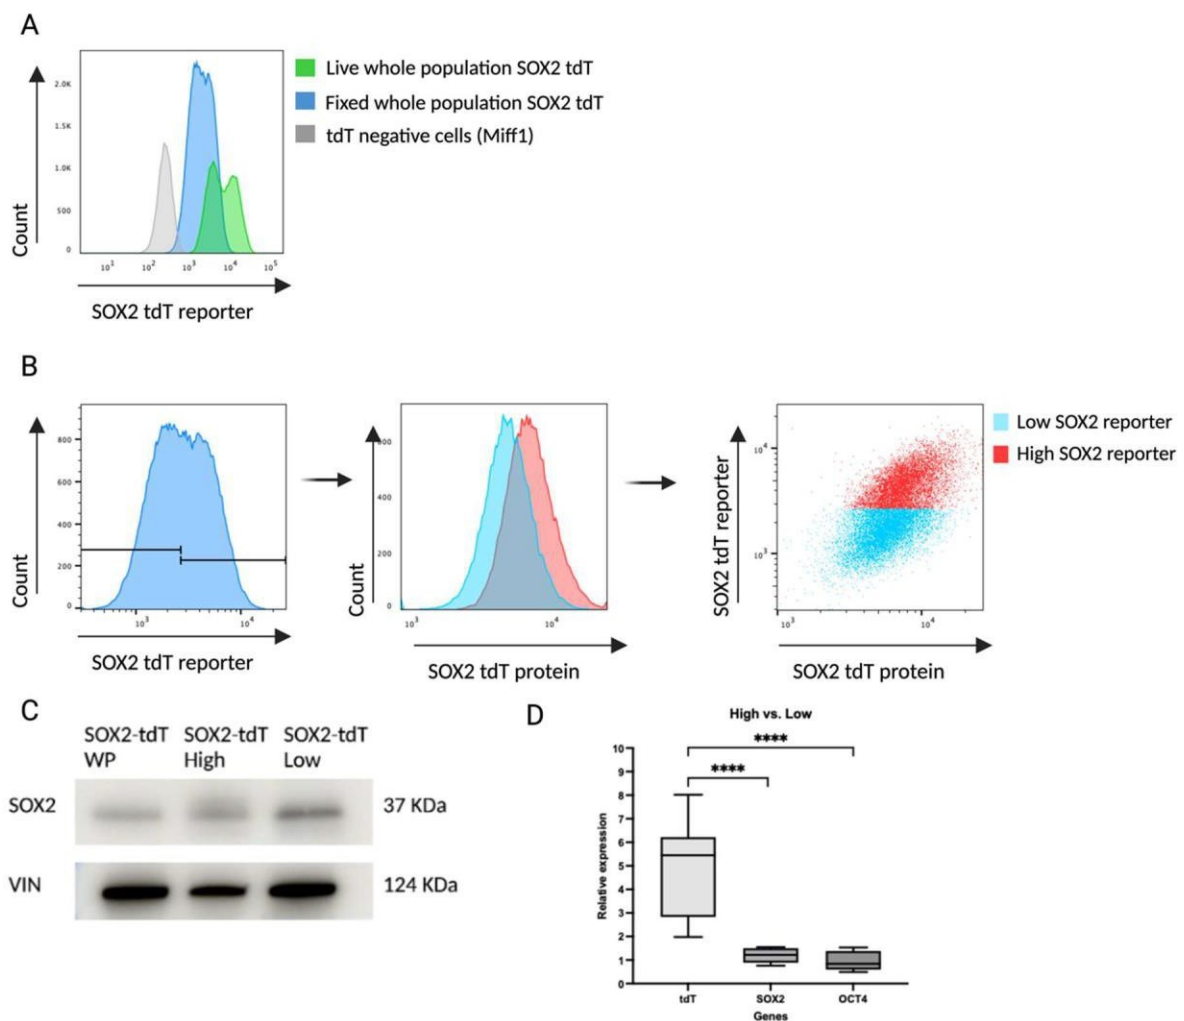 A
2.0K
1.5K
1.0K
500
0
Count
10¹ 10² 10³ 10⁴ 10⁵
SOX2 tdT reporter
Live whole population SOX2 tdT
Fixed whole population SOX2 tdT
tdT negative cells (Miff1)
B
800
600
400
200
0
Count
10³ 10⁴
SOX2 tdT reporter
600
400
200
0
Count
10³ 10⁴
SOX2 tdT protein
10⁴
10³
SOX2 tdT reporter
10³ 10⁴
SOX2 tdT protein
Low SOX2 reporter
High SOX2 reporter
C
SOX2-tdT SOX2-tdT SOX2-tdT
WP High Low
SOX2 37 KDa
VIN 124 KDa
D
High vs. Low
****
****
10
9
8
7
6
5
4
3
2
1
0
Relative expression
tdT SOX2 OCT4
Genes